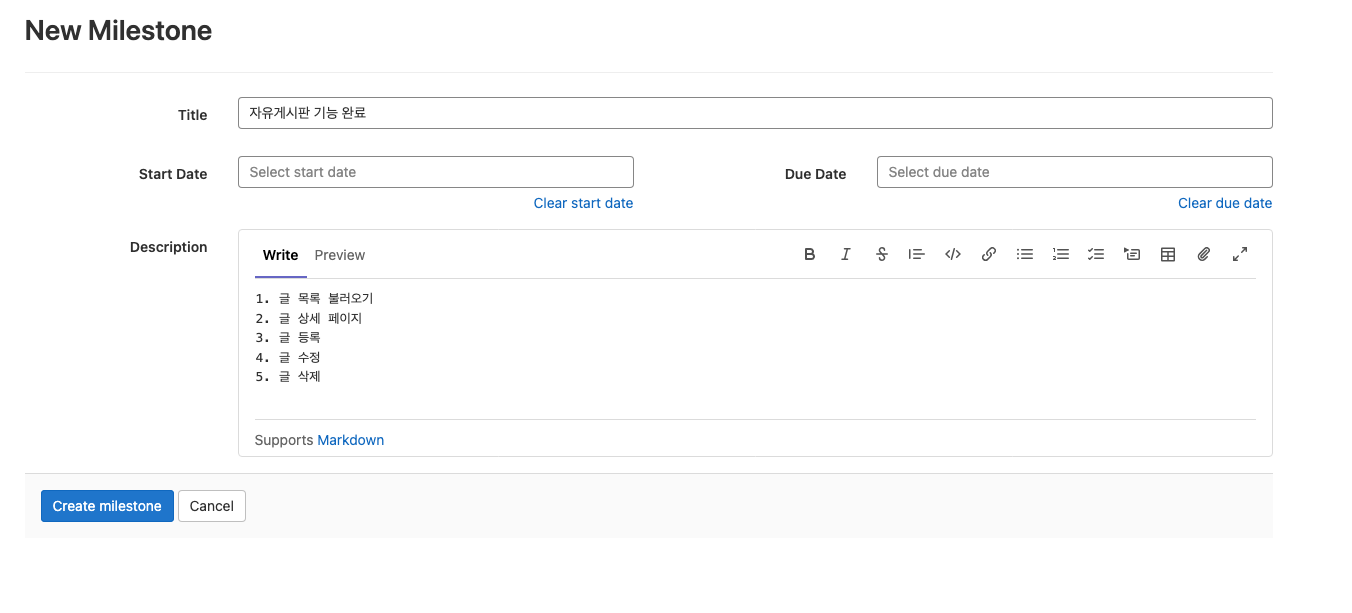 New Milestone
Title
자유게시판 기능 완료
Start Date
Select start date
Due Date
Select due date
Clear start date
Clear due date
Description
Write Preview
1. 글 목록 불러오기
2. 글 상세 페이지
3. 글 등록
4. 글 수정
5. 글 삭제
Supports Markdown
Create milestone
Cancel